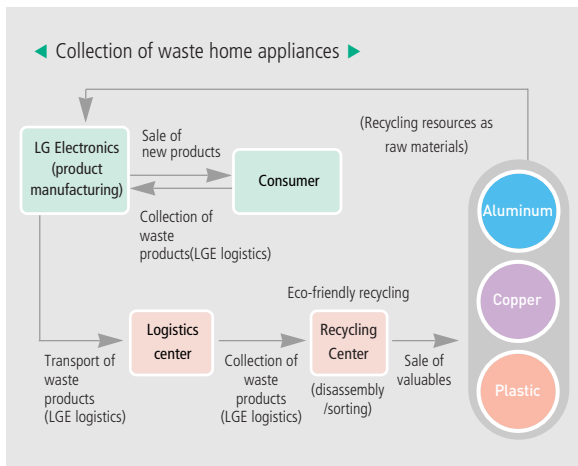 ◀ Collection of waste home appliances ▶
(Recycling resources as
raw materials)
LG Electronics
(product
manufacturing)
Sale of
new products
Consumer
Collection of
waste
products(LGE logistics)
Aluminum
Copper
Plastic
Eco-friendly recycling
Logistics
center
Recycling
Center
Transport of
waste
products
(LGE logistics)
Collection of
waste
products
(LGE logistics)
(disassembly
/sorting)
Sale of
valuables